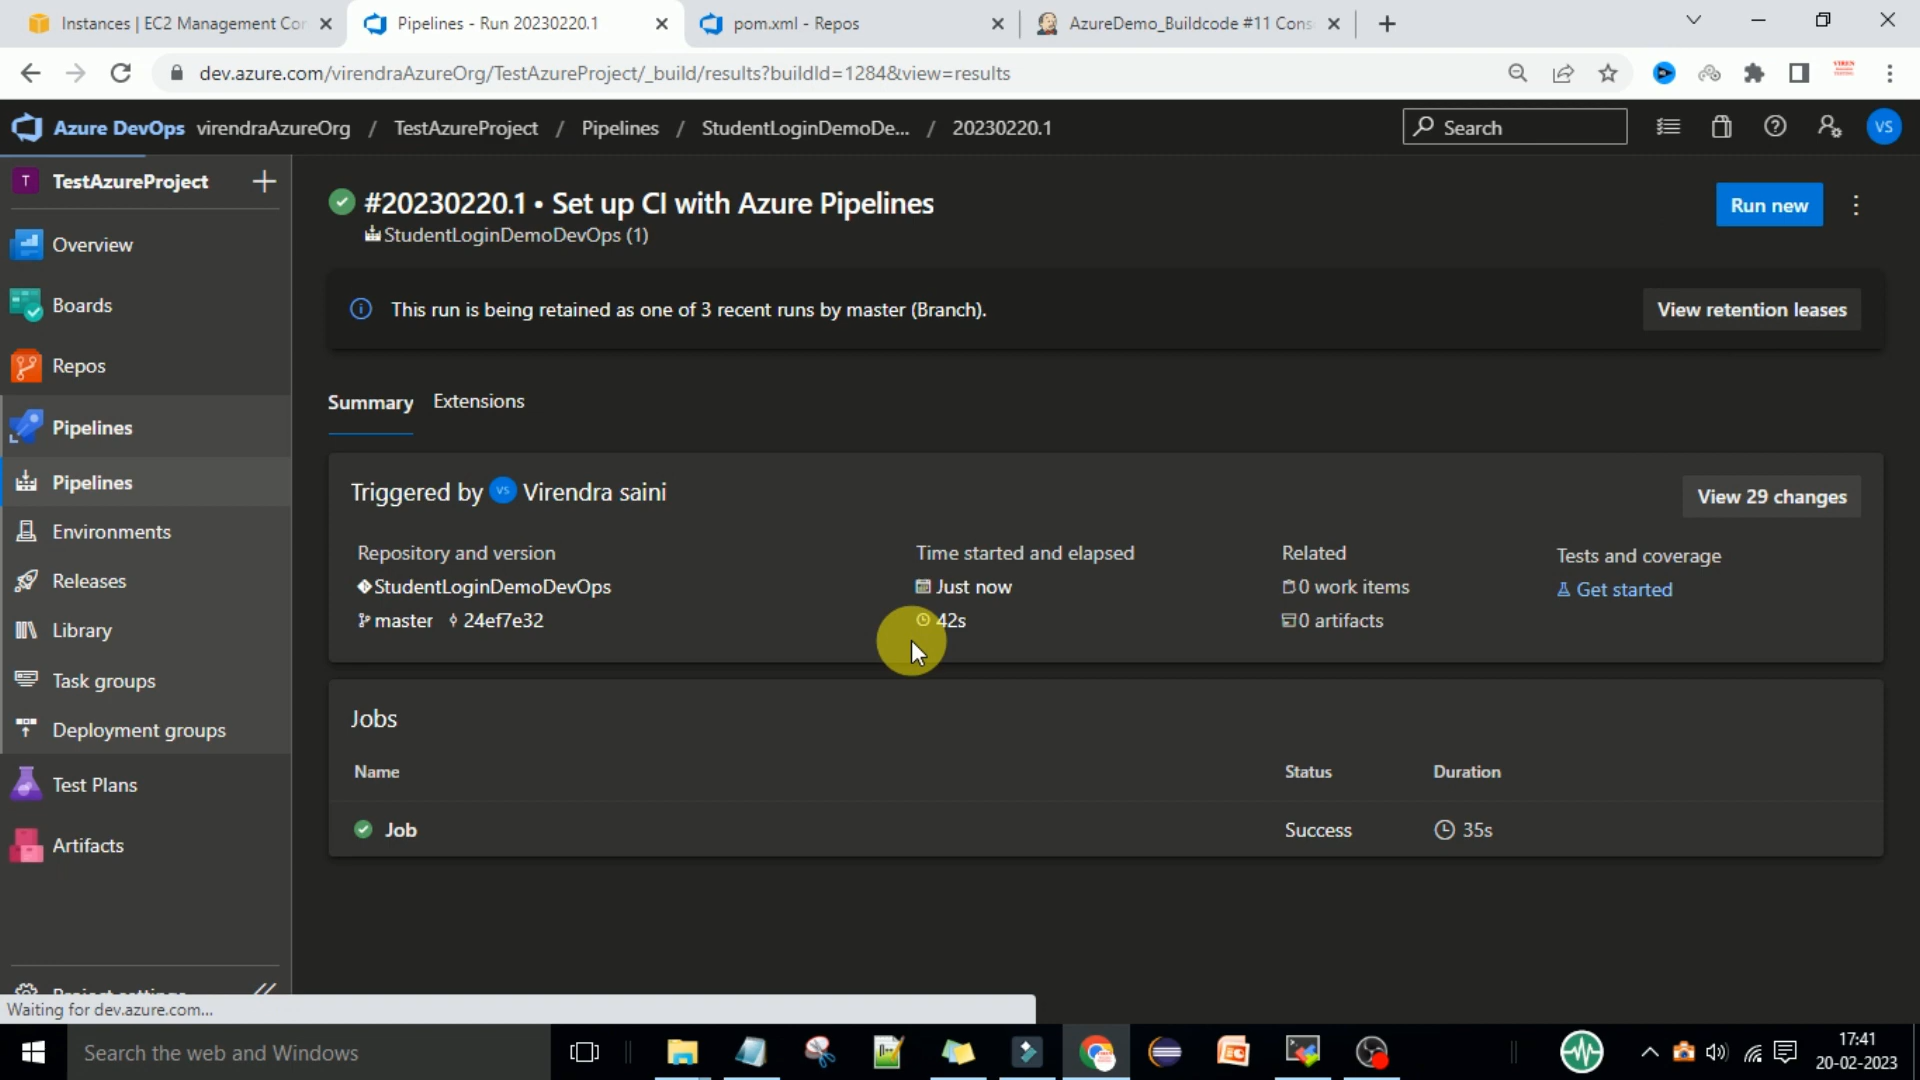 Instances | EC2 Management Cor
Pipelines - Run 20230220.1
pom.xml - Repos
AzureDemo_Buildcode #11 Cons
dev.azure.com/virendraAzureOrg/TestAzureProject/_build/results?buildId=1284&view=results
Azure DevOps virendraAzureOrg / TestAzureProject / Pipelines / StudentLoginDemoDe... / 20230220.1
Search
VS
T TestAzureProject
Overview
Boards
Repos
Pipelines
Pipelines
Environments
Releases
Library
Task groups
Deployment groups
Test Plans
Artifacts
Project settings
#20230220.1 • Set up CI with Azure Pipelines
StudentLoginDemoDevOps (1)
Run new
This run is being retained as one of 3 recent runs by master (Branch).
View retention leases
Summary Extensions
Triggered by VS Virendra saini
View 29 changes
Repository and version
StudentLoginDemoDevOps
master 24ef7e32
Time started and elapsed
Just now
42s
Related
0 work items
0 artifacts
Tests and coverage
Get started
Jobs
Name Status Duration
Job Success 35s
Waiting for dev.azure.com...
Search the web and Windows
17:41
20-02-2023